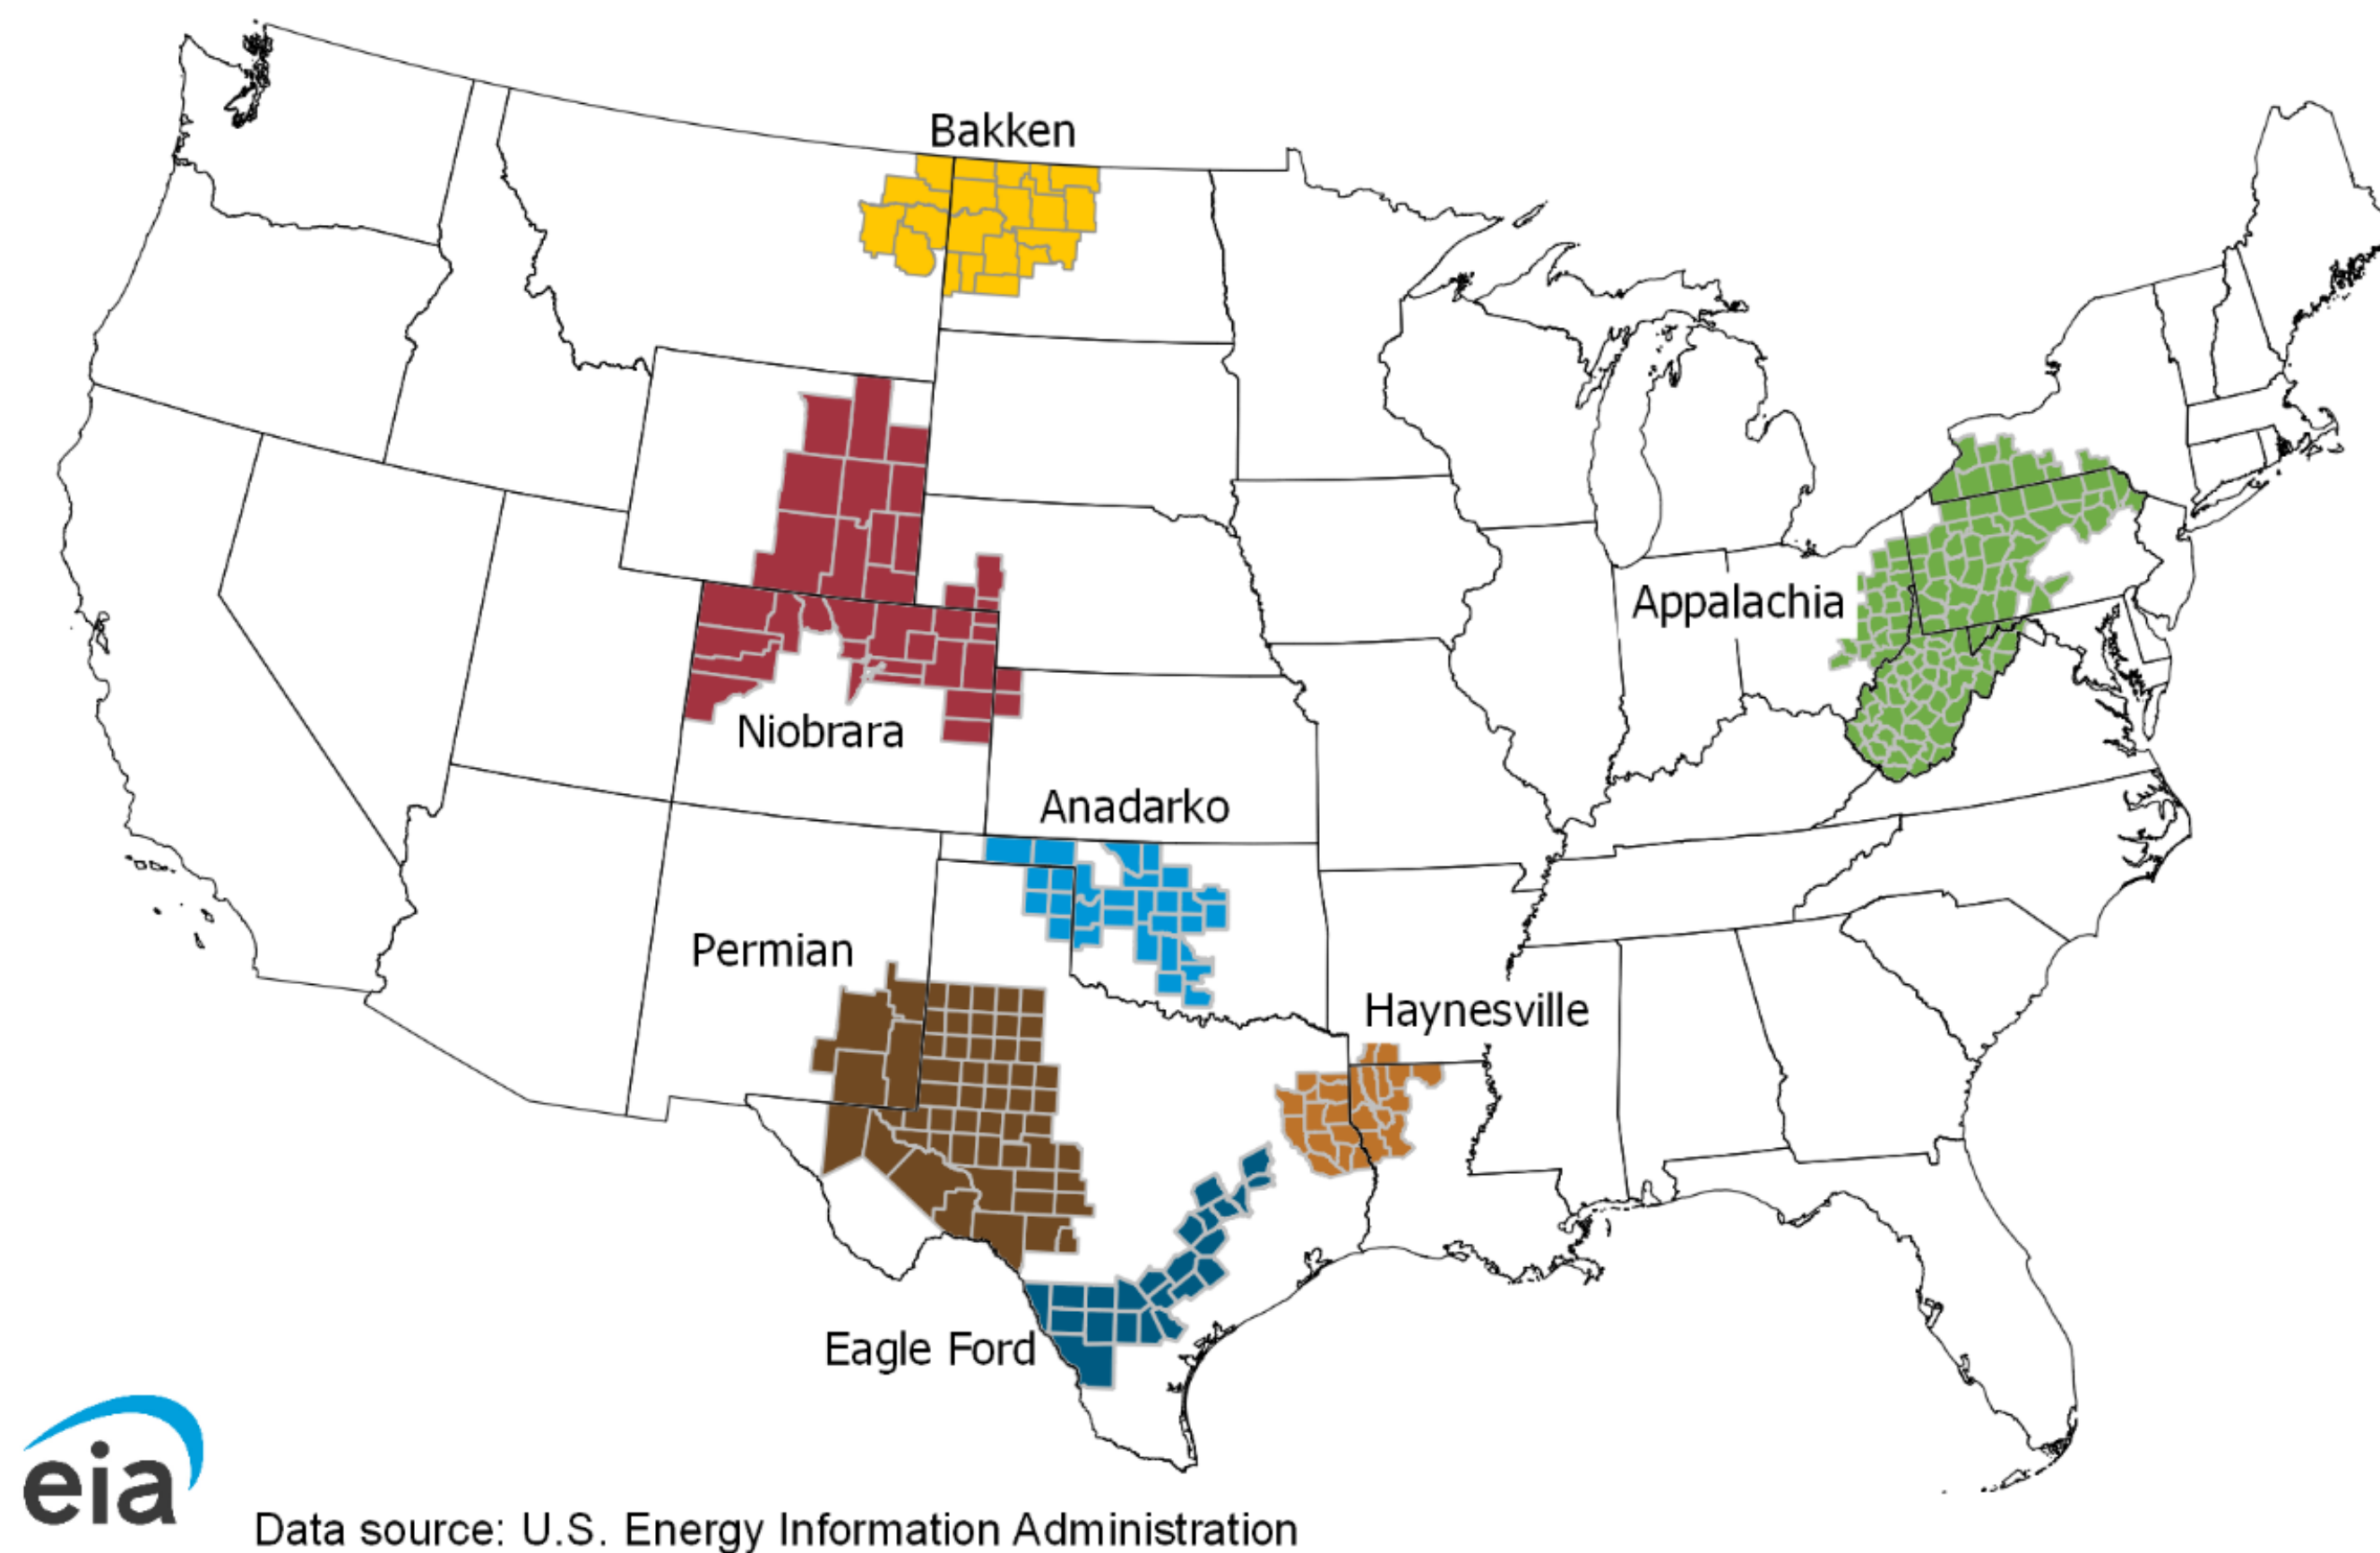 Bakken
Appalachia
Niobrara
Anadarko
Permian
Haynesville
Eagle Ford
eia
Data source: U.S. Energy Information Administration